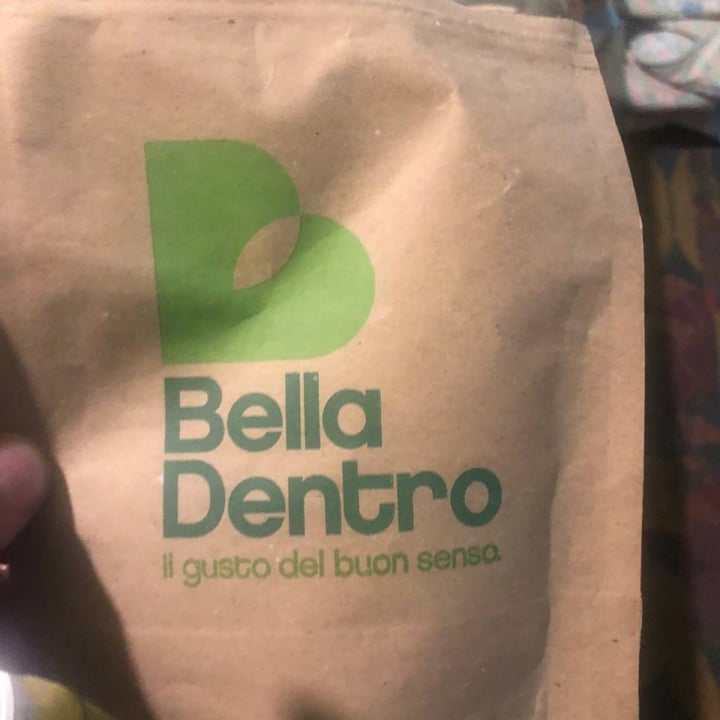 Bella
Dentro
Il gusto del buon senso.